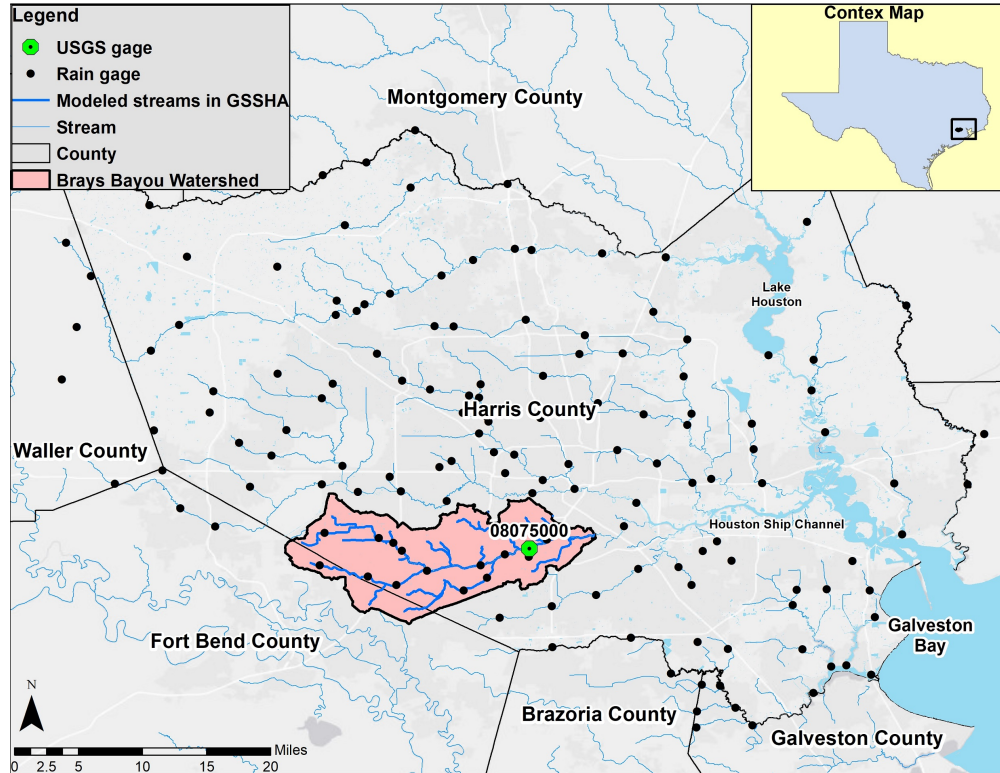 Legend
USGS gage
Rain gage
Modeled streams in GSSHA
Stream
County
Brays Bayou Watershed
Contex Map
Montgomery County
Lake
Houston
Harris County
Waller County
08075000
Houston Ship Channel
Fort Bend County
Galveston
Bay
Brazoria County
Galveston County
N
Miles
0 2.5 5 10 15 20